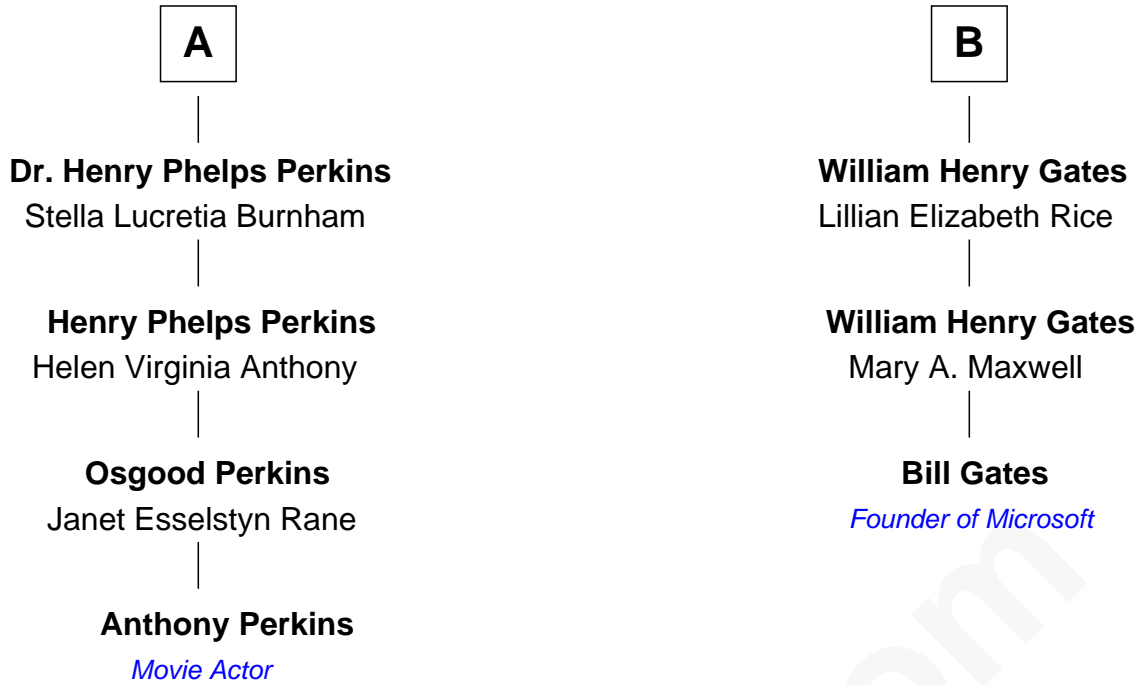 A
Dr. Henry Phelps Perkins
Stella Lucretia Burnham
Henry Phelps Perkins
Helen Virginia Anthony
Osgood Perkins
Janet Esselstyn Rane
Anthony Perkins
Movie Actor
B
William Henry Gates
Lillian Elizabeth Rice
William Henry Gates
Mary A. Maxwell
Bill Gates
Founder of Microsoft
om